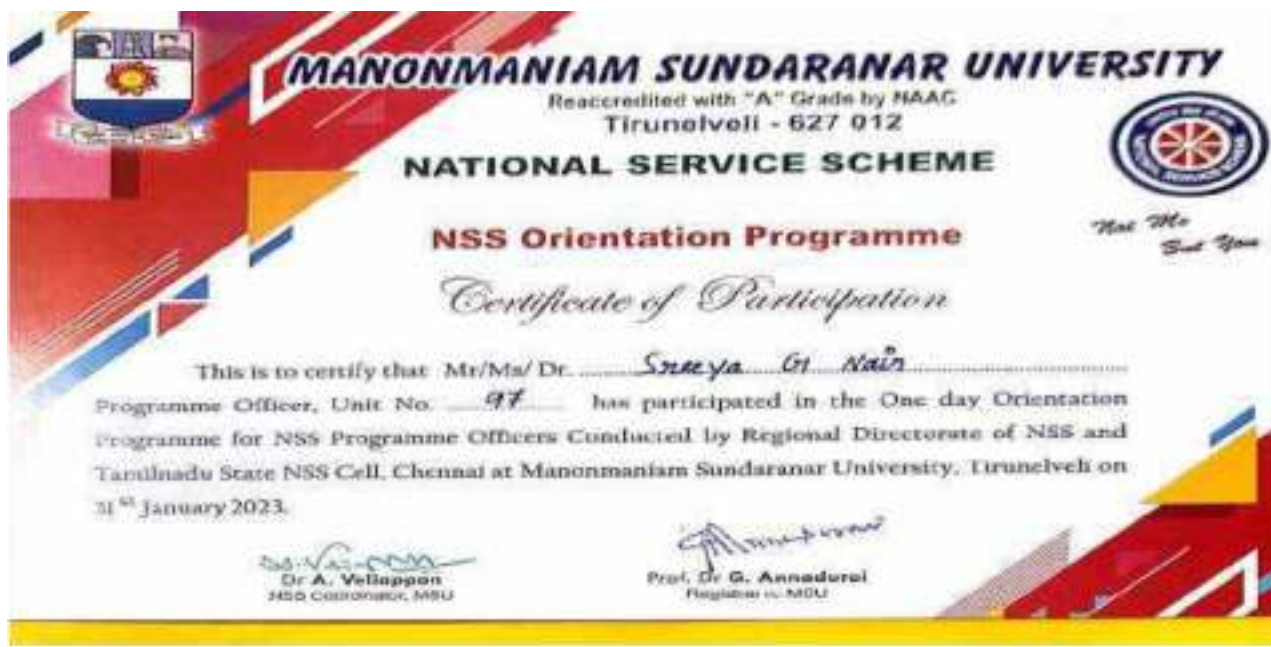 MANONMANIAM SUNDARANAR UNIVERSITY
Reaccredited with "A" Grade by NAAC
Tirunelveli - 627 012
NATIONAL SERVICE SCHEME
NSS Orientation Programme
Not Me
But You
Certificate of Participation
This is to certify that Mr/Ms/ Dr. Sreeya G Nair
Programme Officer, Unit No. 97 has participated in the One day Orientation
Programme for NSS Programme Officers Conducted by Regional Directorate of NSS and
Tamilnadu State NSS Cell, Chennai at Manonmaniam Sundaranar University, Tirunelveli on
31st January 2023.
Dr A. Veliappan
NSS Coordinator, MSU
Prof. Dr G. Annadurai
Registrar i/c MSU